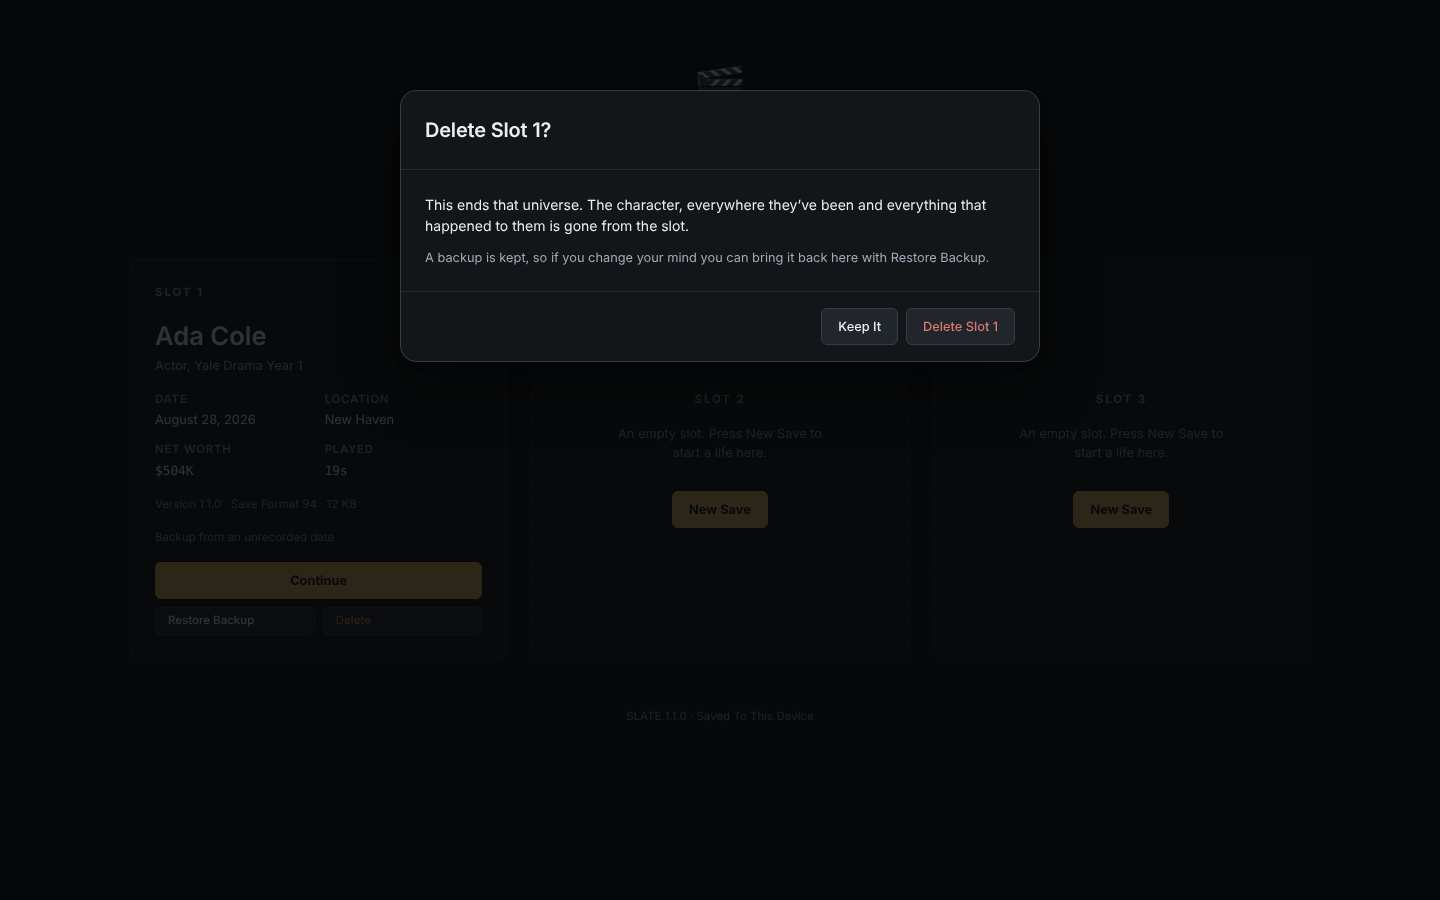 Delete Slot 1?
This ends that universe. The character, everywhere they've been and everything that
happened to them is gone from the slot.
A backup is kept, so if you change your mind you can bring it back here with Restore Backup.
Keep It
Delete Slot 1
SLOT 1
Ada Cole
Actor, Yale Drama Year 1
DATE
LOCATION
August 28, 2026
New Haven
NET WORTH
PLAYED
$504K
19s
Version 1.1.0 · Save Format 94 · 12 KB
Backup from an unrecorded date
Continue
Restore Backup
Delete
SLOT 2
An empty slot. Press New Save to
start a life here.
New Save
SLOT 3
An empty slot. Press New Save to
start a life here.
New Save
SLATE 1.1.0 · Saved To This Device